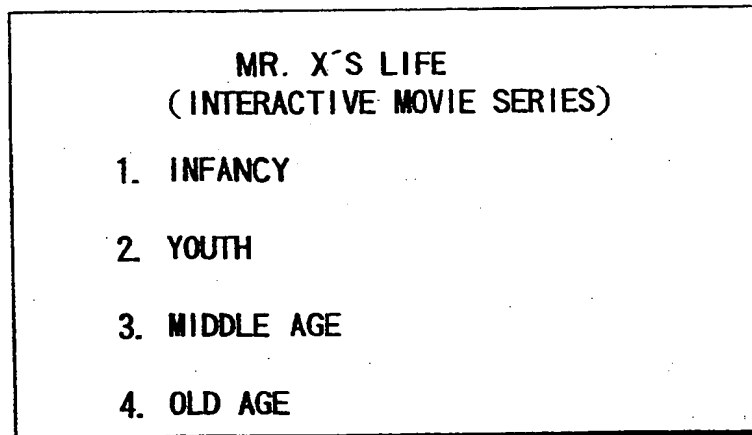 MR. X´S LIFE
(INTERACTIVE MOVIE SERIES)
1. INFANCY
2. YOUTH
3. MIDDLE AGE
4. OLD AGE